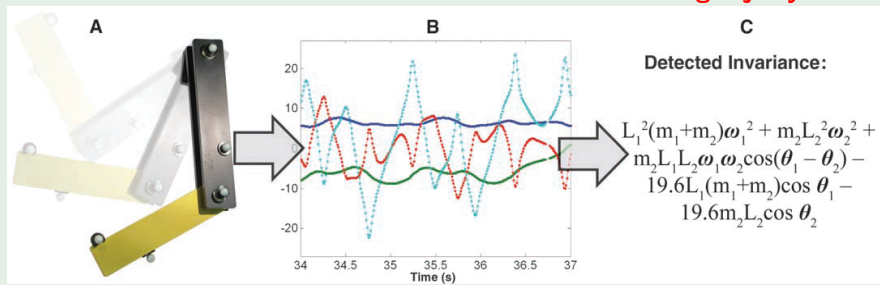 A
B
C
Detected Invariance:
20
10
0
-10
-20
34
34.5
35
35.5
36
36.5
37
Time (s)
L₁²(m₁+m₂)ω₁² + m₂L₂²ω₂² +
m₂L₁L₂ω₁ω₂cos(θ₁ − θ₂) −
19.6L₁(m₁+m₂)cos θ₁ −
19.6m₂L₂cos θ₂